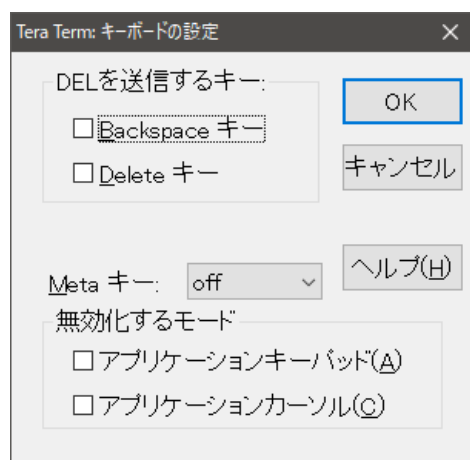 Tera Term: キーボードの設定
DELを送信するキー:
Backspace キー
Delete キー
OK
キャンセル
ヘルプ(H)
Meta キー: off
無効化するモード
アプリケーションキーパッド(A)
アプリケーションカーソル(C)